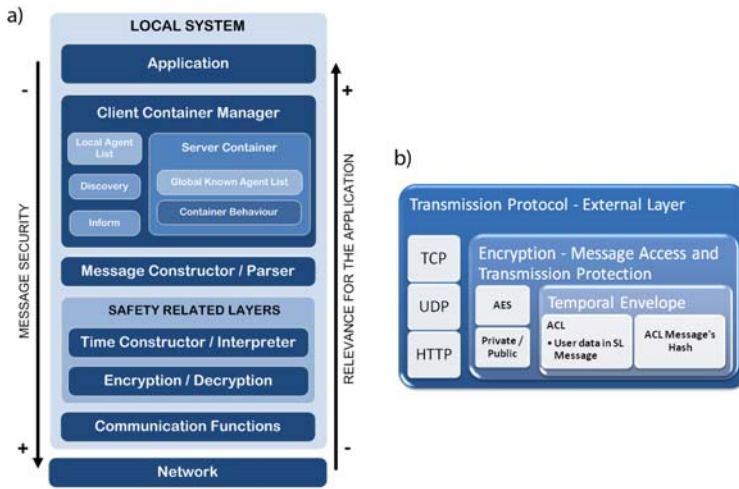 a)
LOCAL SYSTEM
Application
-
+
Client Container Manager
Local Agent
List
Discovery
Inform
Server Container
Global Known Agent List
Container Behaviour
MESSAGE SECURITY
RELEVANCE FOR THE APPLICATION
Message Constructor / Parser
SAFETY RELATED LAYERS
Time Constructor / Interpreter
Encryption / Decryption
Communication Functions
+
-
Network
b)
Transmission Protocol - External Layer
TCP
UDP
HTTP
Encryption - Message Access and
Transmission Protection
AES
Private /
Public
Temporal Envelope
ACL
• User data in SL
Message
ACL Message's
Hash